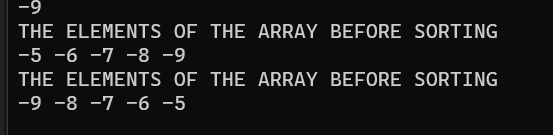 -9
THE ELEMENTS OF THE ARRAY BEFORE SORTING
-5 -6 -7 -8 -9
THE ELEMENTS OF THE ARRAY BEFORE SORTING
-9 -8 -7 -6 -5